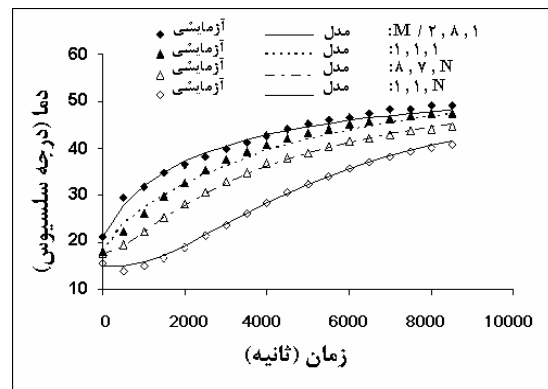 آزمایشی مدل M / ۲ , ۸ , ۱:
آزمایشی مدل ۱ , ۱ , ۱:
آزمایشی مدل ۸ , ۷ , N:
آزمایشی مدل ۱ , ۱ , N:
دما (درجه سلسیوس)
60
50
40
30
20
10
0 2000 4000 6000 8000 10000
زمان (ثانیه)